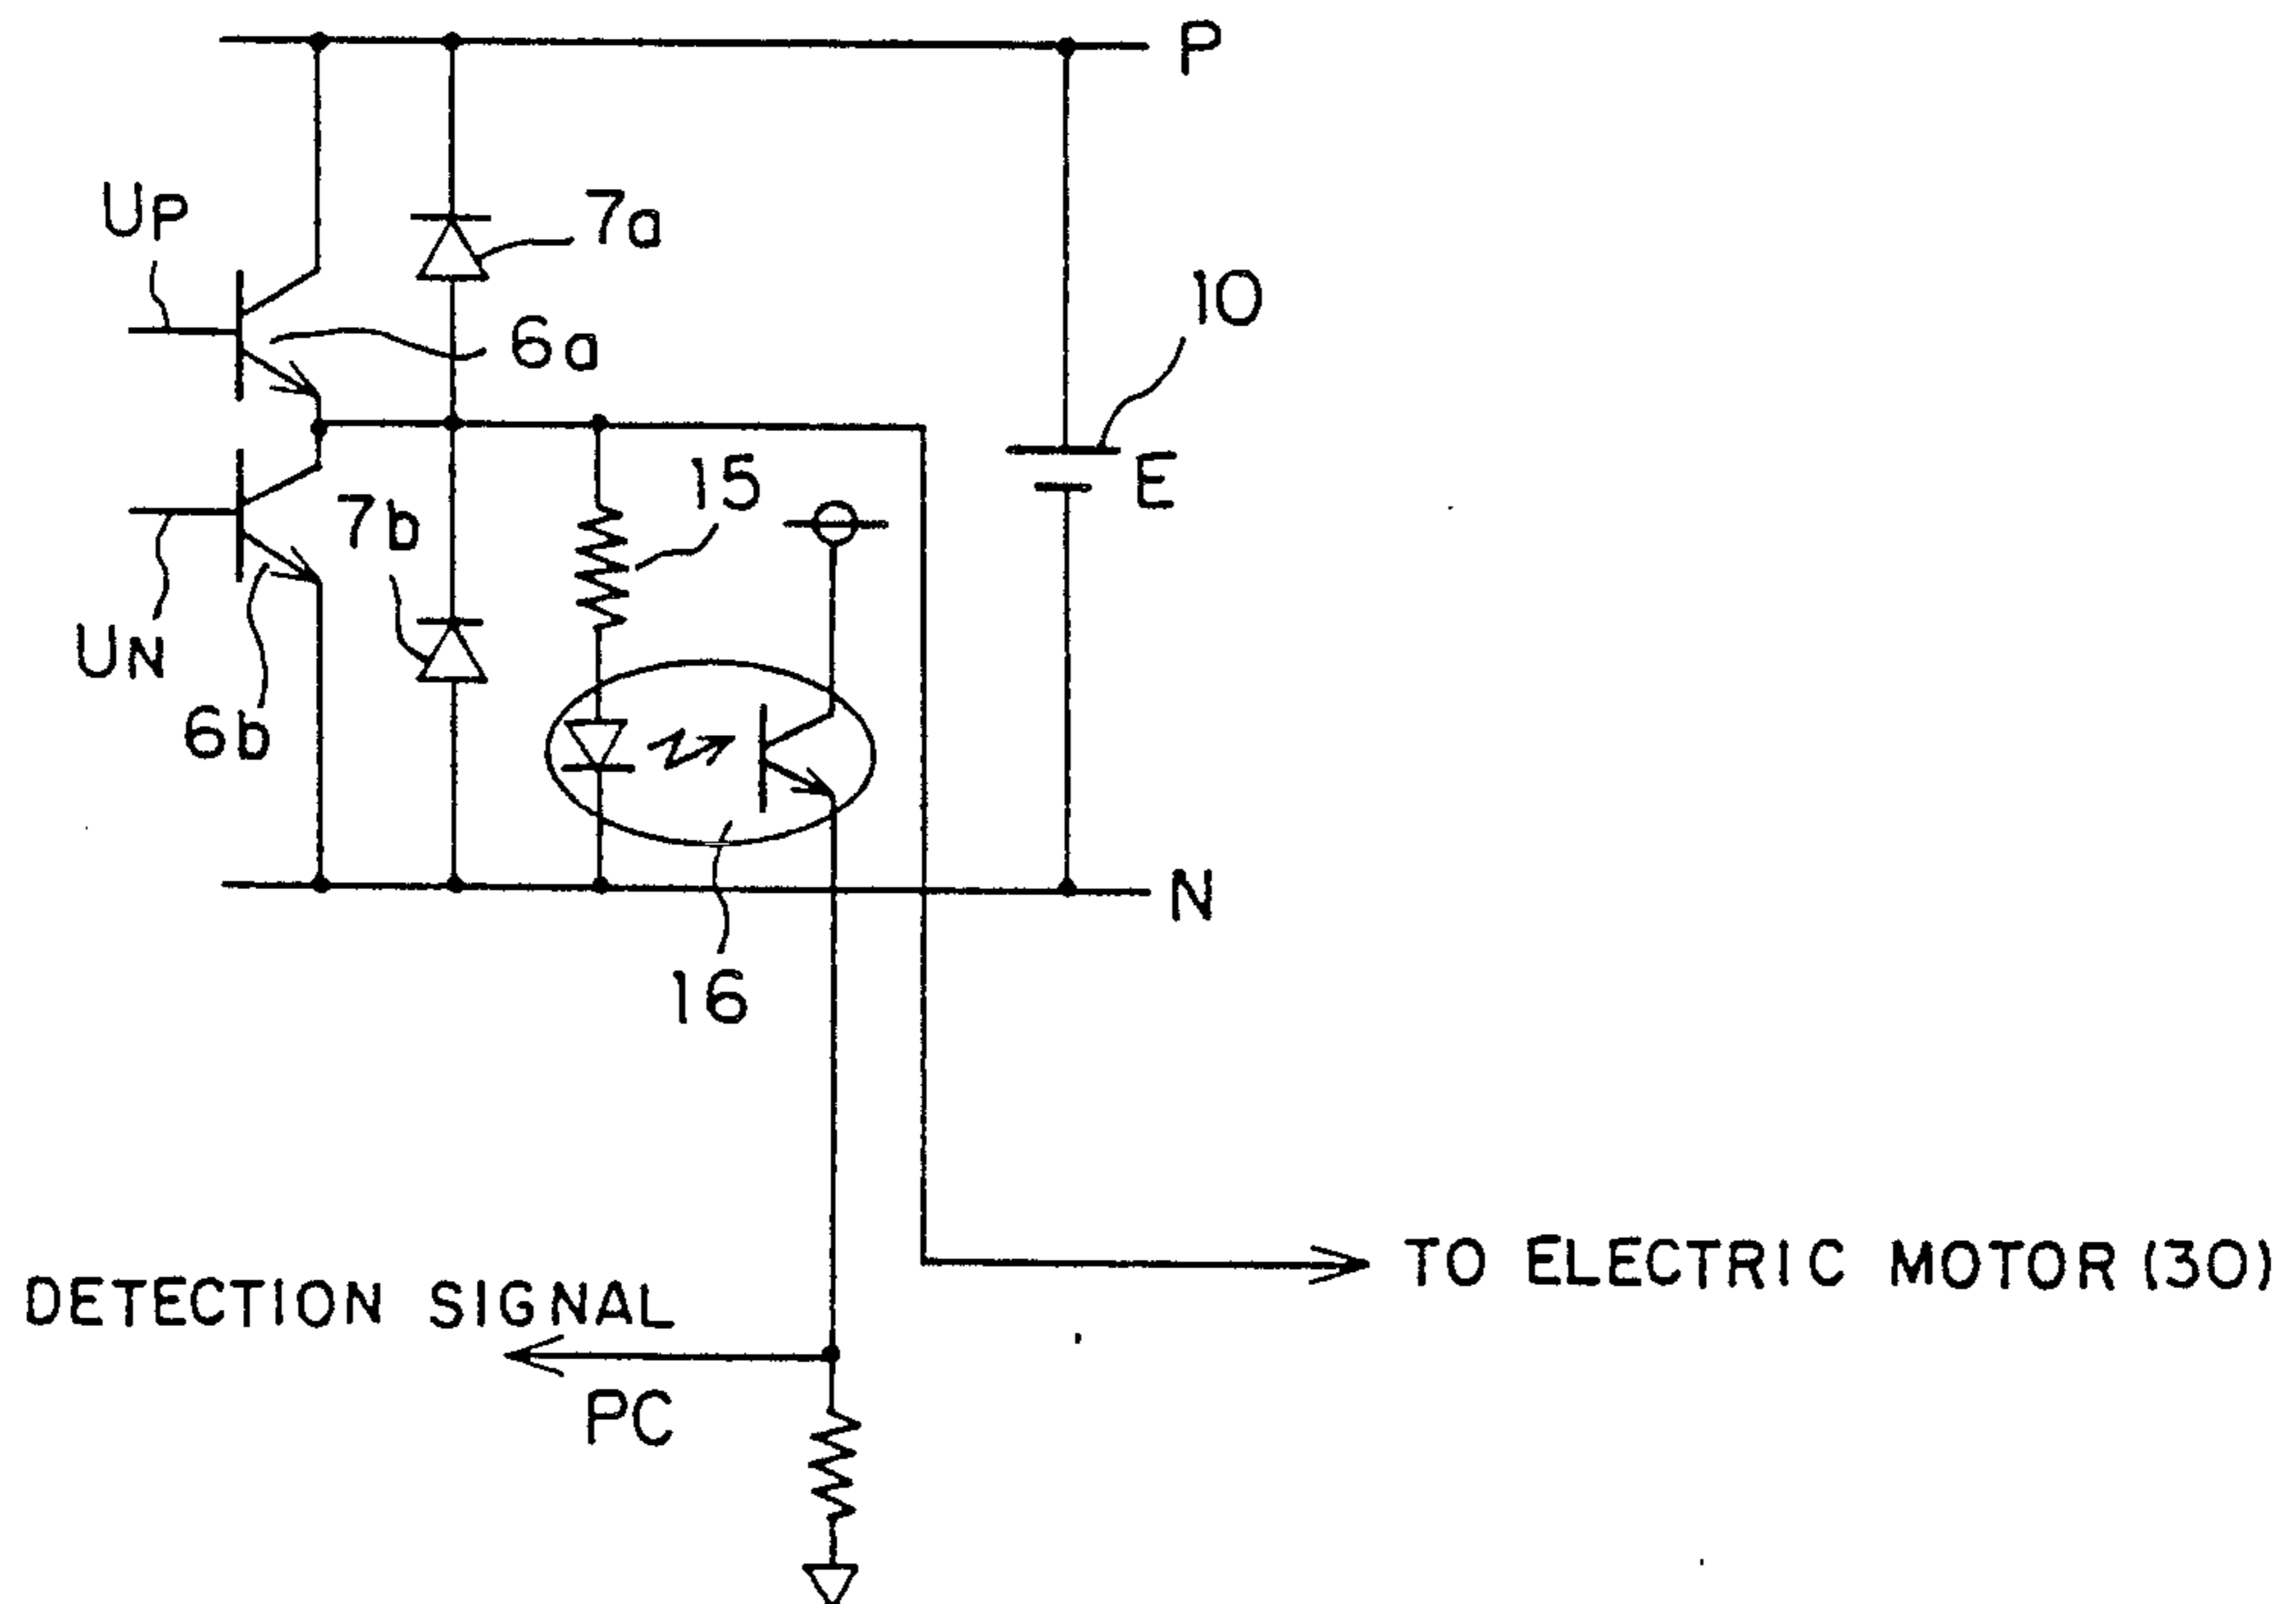 P
UP
7a
10
6a
15
E
7b
UN
6b
N
16
TO ELECTRIC MOTOR (30)
DETECTION SIGNAL
PC